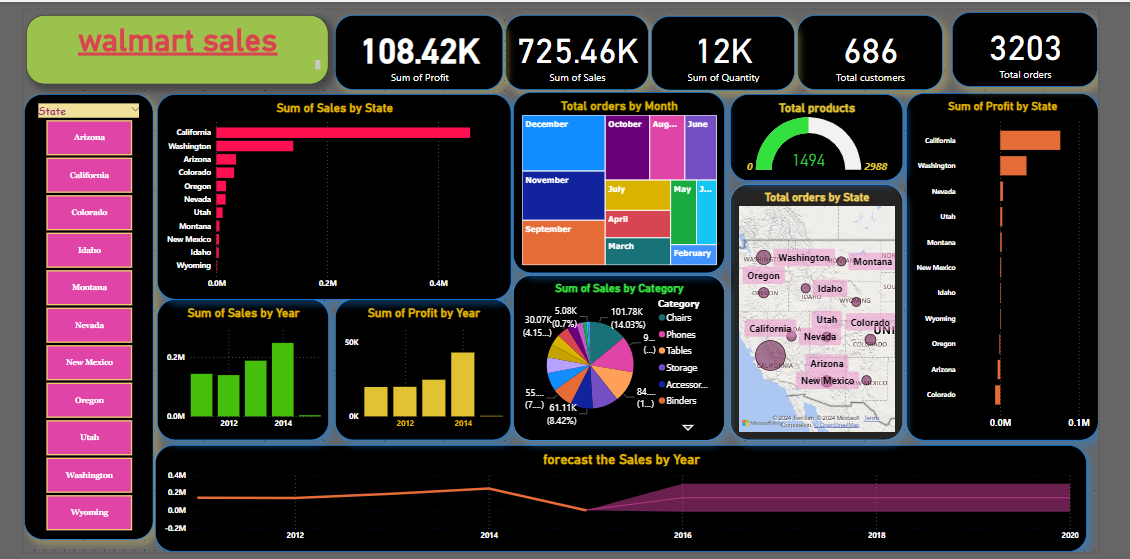 walmart sales
108.42K
Sum of Profit
725.46K
Sum of Sales
12K
Sum of Quantity
686
Total customers
3203
Total orders
State
Arizona
California
Colorado
Idaho
Montana
Nevada
New Mexico
Oregon
Utah
Washington
Wyoming
Sum of Sales by State
California
Washington
Arizona
Colorado
Oregon
Nevada
Utah
Montana
New Mexico
Idaho
Wyoming
0.0M 0.2M 0.4M
Total orders by Month
December
November
September
October
Aug...
June
July
April
March
May
J...
February
Total products
1494
0 2988
Total orders by State
Washington
Montana
Oregon
Idaho
Utah
Colorado
California
Nevada
Arizona
New Mexico
OREGON
IDAHO
COLORADO
CALIFORNIA
UNI
© 2024 TomTom, © 2024 Microsoft
Corporation, © OpenStreetMap
Terms
Sum of Profit by State
California
Washington
Nevada
Utah
Montana
New Mexico
Idaho
Wyoming
Oregon
Arizona
Colorado
0.0M 0.1M
Sum of Sales by Year
0.2M
0.0M
2012 2014
Sum of Profit by Year
50K
0K
2012 2014
Sum of Sales by Category
5.08K
(0.7%)
101.78K
(14.03%)
30.07K
(4.15...)
9...
(...)
55....
(7....)
84....
(1...)
61.11K
(8.42%)
Category
Chairs
Phones
Tables
Storage
Accessor...
Binders
forecast the Sales by Year
0.4M
0.2M
0.0M
-0.2M
2012 2014 2016 2018 2020